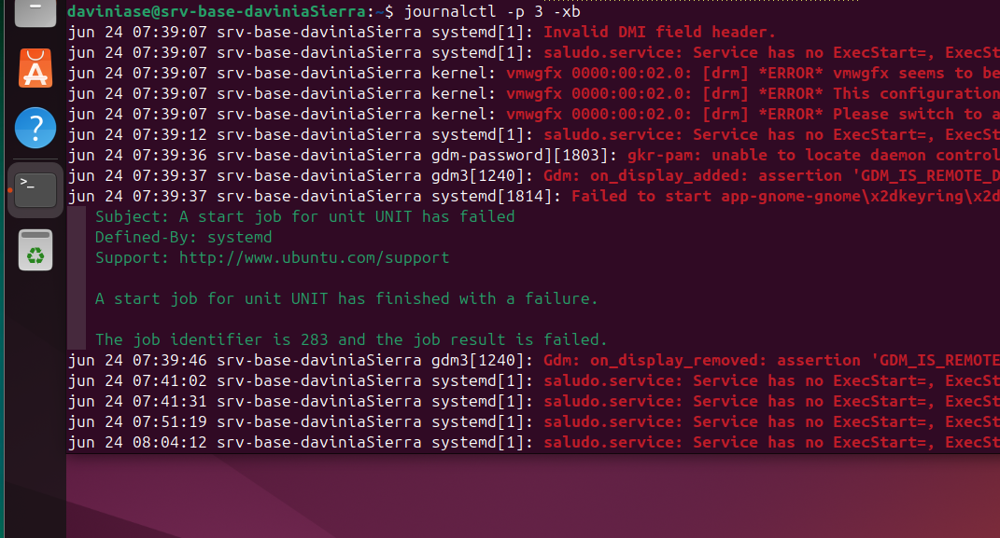 daviniase@srv-base-daviniaSierra:~$ journalctl -p 3 -xb
jun 24 07:39:07 srv-base-daviniaSierra systemd[1]: Invalid DMI field header.
jun 24 07:39:07 srv-base-daviniaSierra systemd[1]: saludo.service: Service has no ExecStart=, ExecSt
jun 24 07:39:07 srv-base-daviniaSierra kernel: vmwgfx 0000:00:02.0: [drm] *ERROR* vmwgfx seems to be
jun 24 07:39:07 srv-base-daviniaSierra kernel: vmwgfx 0000:00:02.0: [drm] *ERROR* This configuration
jun 24 07:39:07 srv-base-daviniaSierra kernel: vmwgfx 0000:00:02.0: [drm] *ERROR* Please switch to a
jun 24 07:39:12 srv-base-daviniaSierra systemd[1]: saludo.service: Service has no ExecStart=, ExecSt
jun 24 07:39:36 srv-base-daviniaSierra gdm-password][1803]: gkr-pam: unable to locate daemon control
jun 24 07:39:37 srv-base-daviniaSierra gdm3[1240]: Gdm: on_display_added: assertion 'GDM_IS_REMOTE_D
jun 24 07:39:37 srv-base-daviniaSierra systemd[1814]: Failed to start app-gnome-gnome\x2dkeyring\x2d
Subject: A start job for unit UNIT has failed
Defined-By: systemd
Support: http://www.ubuntu.com/support
A start job for unit UNIT has finished with a failure.
The job identifier is 283 and the job result is failed.
jun 24 07:39:46 srv-base-daviniaSierra gdm3[1240]: Gdm: on_display_removed: assertion 'GDM_IS_REMOTE
jun 24 07:41:02 srv-base-daviniaSierra systemd[1]: saludo.service: Service has no ExecStart=, ExecSt
jun 24 07:41:31 srv-base-daviniaSierra systemd[1]: saludo.service: Service has no ExecStart=, ExecSt
jun 24 07:51:19 srv-base-daviniaSierra systemd[1]: saludo.service: Service has no ExecStart=, ExecSt
jun 24 08:04:12 srv-base-daviniaSierra systemd[1]: saludo.service: Service has no ExecStart=, ExecSt